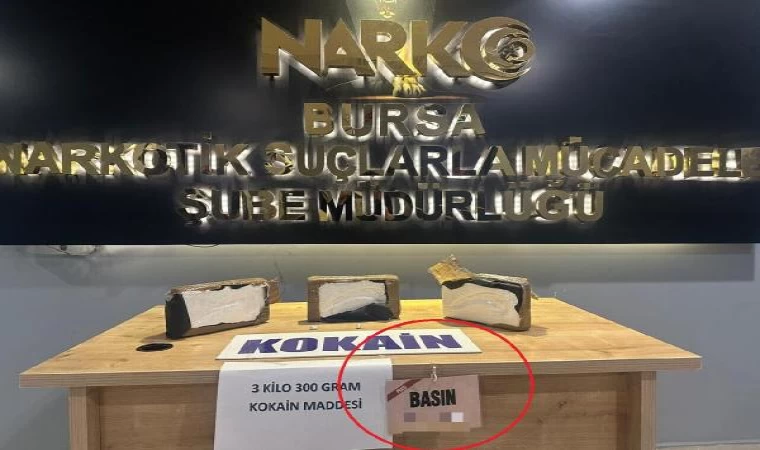 NARKO
BURSA
NARKOTİK SUÇLARLA MÜCADELE
ŞUBE MÜDÜRLÜĞÜ
KOKAİN
3 KİLO 300 GRAM
KOKAİN MADDESİ
BASIN